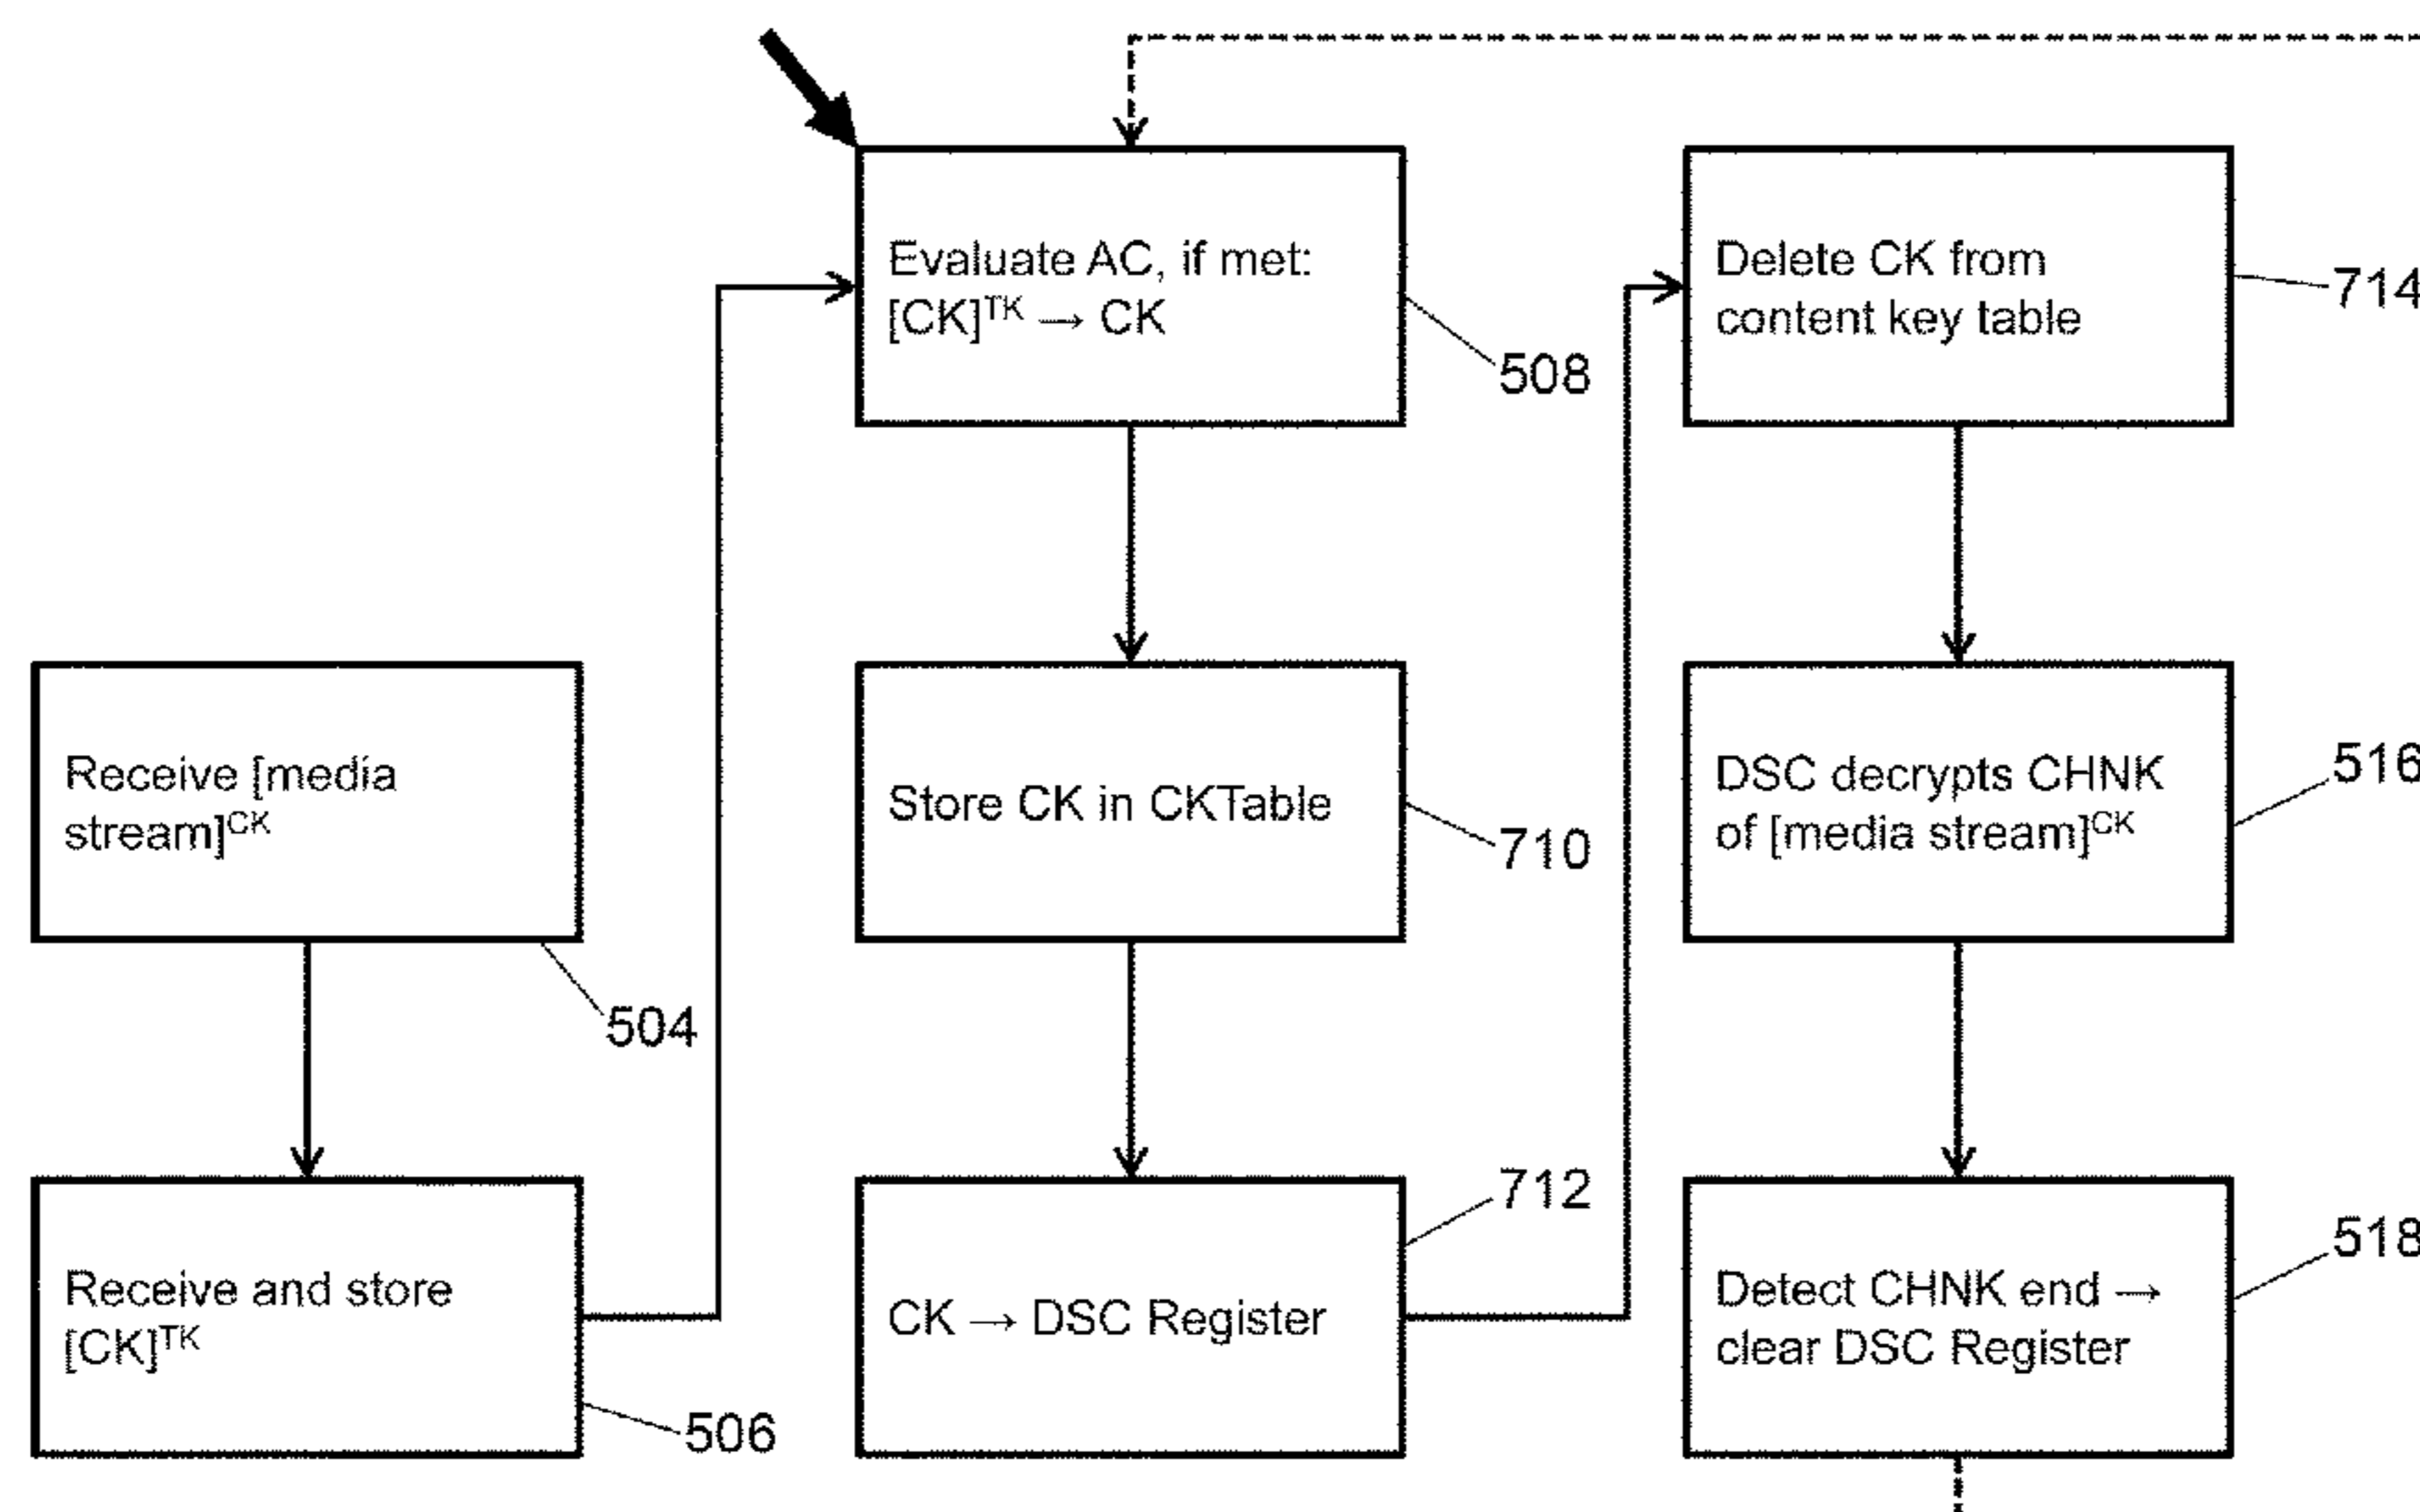 Receive [media
stream]^CK
504
Receive and store
[CK]^TK
506
Evaluate AC, if met:
[CK]^TK → CK
508
Store CK in CKTable
710
CK → DSC Register
712
Delete CK from
content key table
714
DSC decrypts CHNK
of [media stream]^CK
516
Detect CHNK end →
clear DSC Register
518